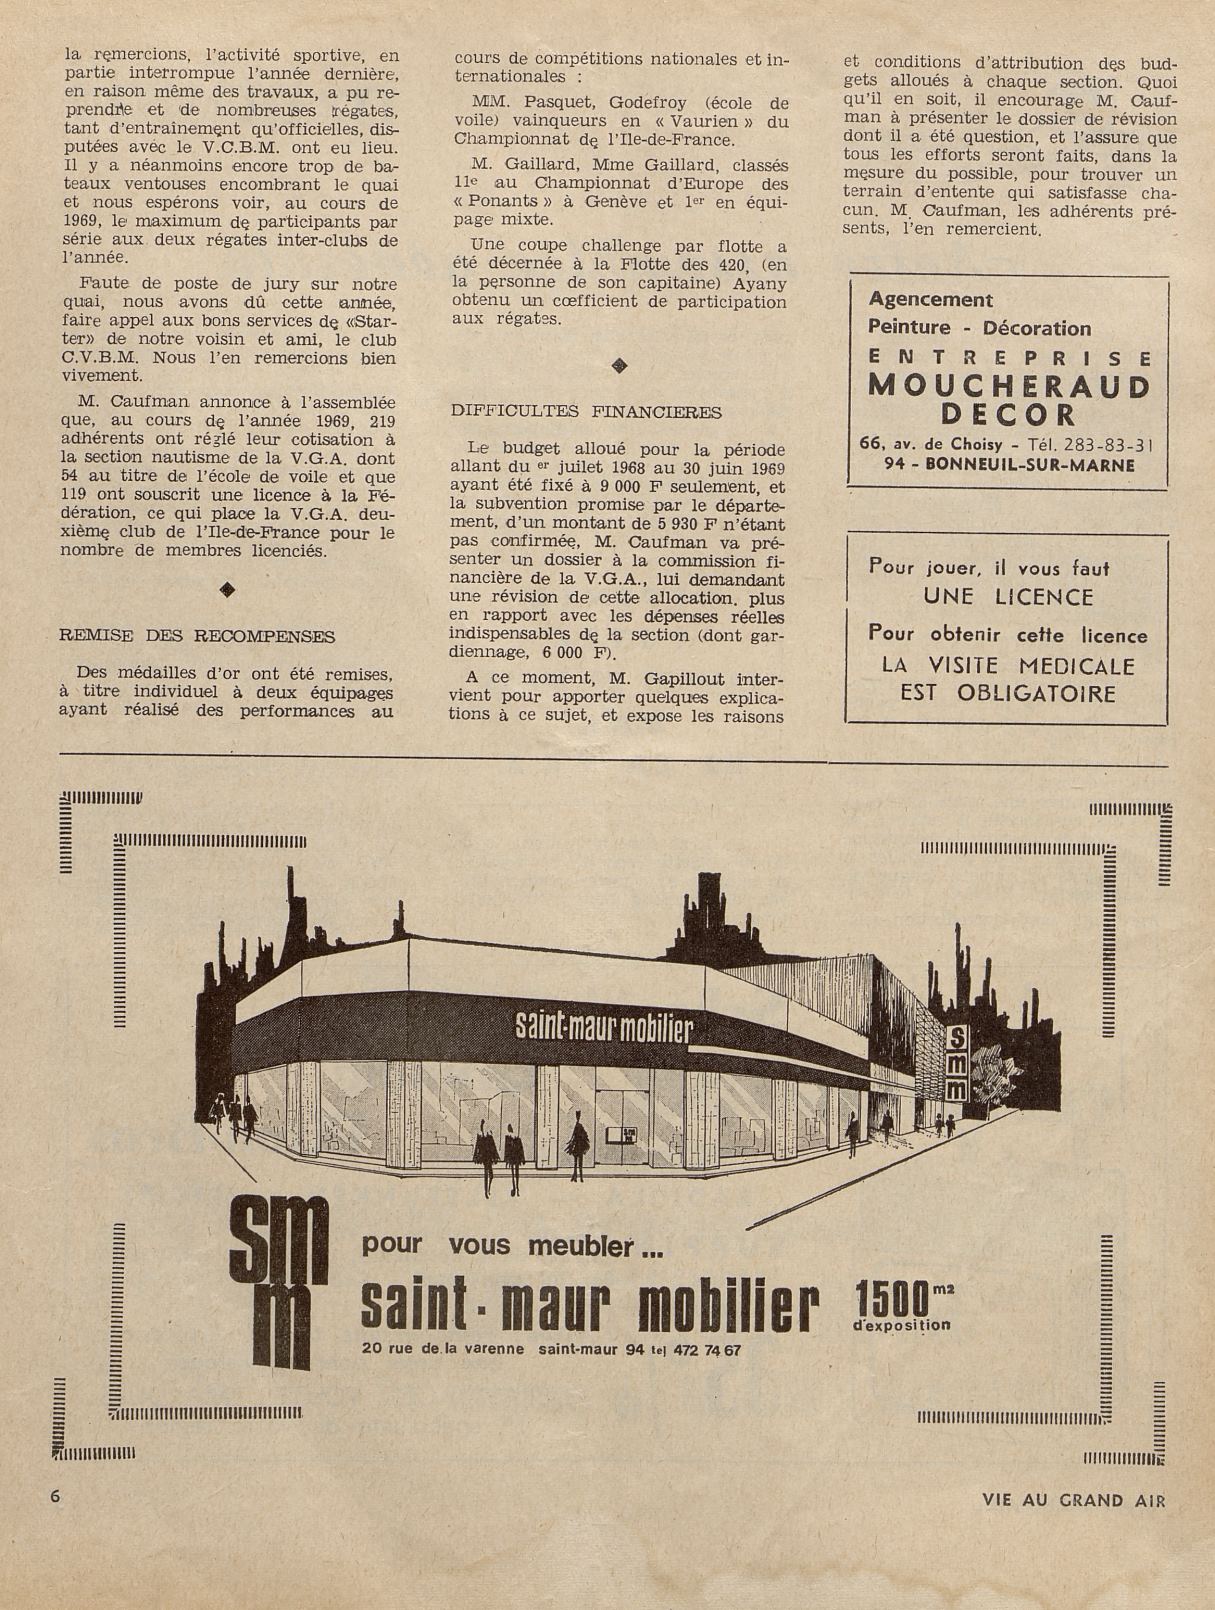 la remercions, l'activité sportive, en
partie interrompue l'année dernière,
en raison même des travaux, a pu re-
prendre et de nombreuses régates,
tant d'entrainement qu'officielles, dis-
putées avec le V.C.B.M. ont eu lieu.
Il y a néanmoins encore trop de ba-
teaux ventouses encombrant le quai
et nous espérons voir, au cours de
1969, le maximum de participants par
série aux deux régates inter-clubs de
l'année.
Faute de poste de jury sur notre
quai, nous avons dû cette année,
faire appel aux bons services de «Star-
ter» de notre voisin et ami, le club
C.V.B.M. Nous l'en remercions bien
vivement.
M. Caufman annonce à l'assemblée
que, au cours de l'année 1969, 219
adhérents ont réglé leur cotisation à
la section nautisme de la V.G.A. dont
54 au titre de l'école de voile et que
119 ont souscrit une licence à la Fé-
dération, ce qui place la V.G.A. deu-
xième club de l'Ile-de-France pour le
nombre de membres licenciés.
◆
REMISE DES RECOMPENSES
Des médailles d'or ont été remises,
à titre individuel à deux équipages
ayant réalisé des performances au
cours de compétitions nationales et in-
ternationales :
MM. Pasquet, Godefroy (école de
voile) vainqueurs en « Vaurien » du
Championnat de l'Ile-de-France.
M. Gaillard, Mme Gaillard, classés
11e au Championnat d'Europe des
« Ponants » à Genève et 1er en équi-
page mixte.
Une coupe challenge par flotte a
été décernée à la Flotte des 420, (en
la personne de son capitaine) Ayany
obtenu un cœfficient de participation
aux régates.
◆
DIFFICULTES FINANCIERES
Le budget alloué pour la période
allant du er juilet 1968 au 30 juin 1969
ayant été fixé à 9 000 F seulement, et
la subvention promise par le départe-
ment, d'un montant de 5 930 F n'étant
pas confirmée, M. Caufman va pré-
senter un dossier à la commission fi-
nancière de la V.G.A., lui demandant
une révision de cette allocation, plus
en rapport avec les dépenses réelles
indispensables de la section (dont gar-
diennage, 6 000 F).
A ce moment, M. Gapillout inter-
vient pour apporter quelques explica-
tions à ce sujet, et expose les raisons
et conditions d'attribution des bud-
gets alloués à chaque section. Quoi
qu'il en soit, il encourage M. Cauf-
man à présenter le dossier de révision
dont il a été question, et l'assure que
tous les efforts seront faits, dans la
mesure du possible, pour trouver un
terrain d'entente qui satisfasse cha-
cun. M. Caufman, les adhérents pré-
sents, l'en remercient.
Agencement
Peinture - Décoration
ENTREPRISE
MOUCHERAUD
DECOR
66, av. de Choisy - Tél. 283-83-31
94 - BONNEUIL-SUR-MARNE
Pour jouer, il vous faut
UNE LICENCE
Pour obtenir cette licence
LA VISITE MEDICALE
EST OBLIGATOIRE
saint-maur mobilier
s
m
m
sm
m
pour vous meubler...
saint-maur mobilier
1500 m2
d'exposition
20 rue de la varenne saint-maur 94 tel 472 74 67
6
VIE AU GRAND AIR